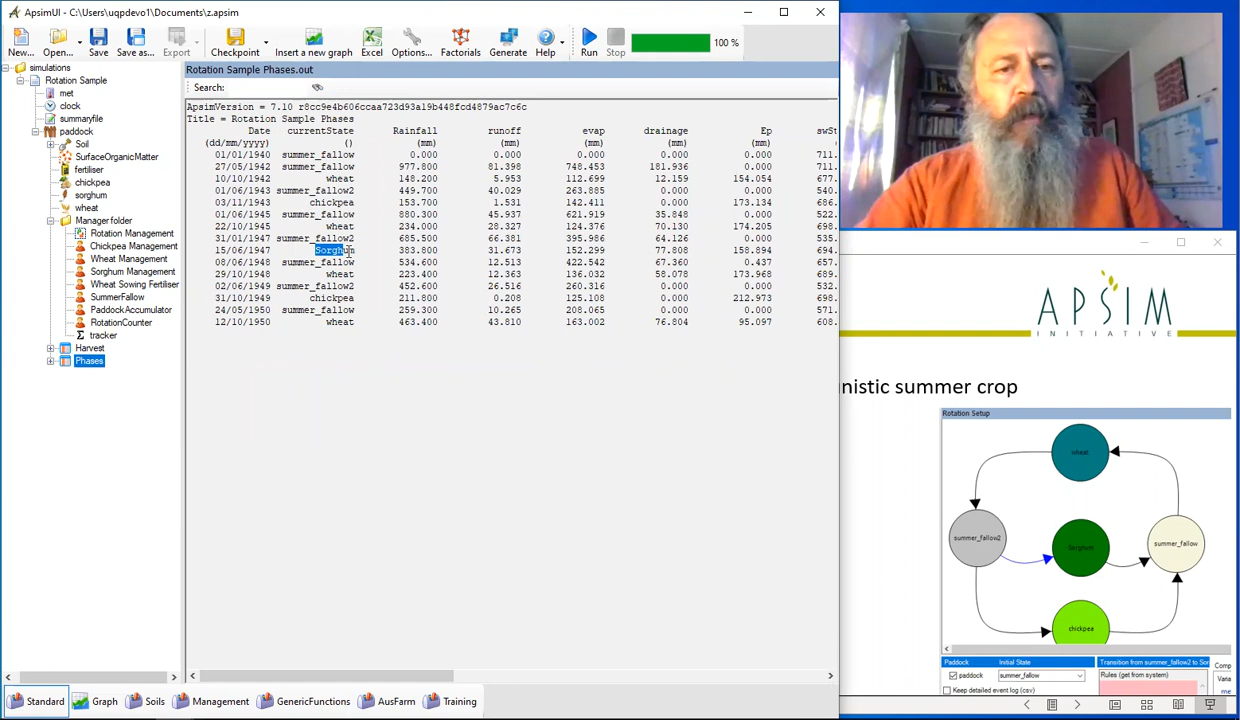 ApsimUI - C:\Users\uqpdevo1\Documents\z.apsim
New... Open... Save Save as... Export Checkpoint Insert a new graph Excel Options... Factorials Generate Help Run Stop 100 %
simulations
Rotation Sample
met
clock
summaryfile
paddock
Soil
SurfaceOrganicMatter
fertiliser
chickpea
sorghum
wheat
Manager folder
Rotation Management
Chickpea Management
Wheat Management
Sorghum Management
Wheat Sowing Fertiliser
SummerFallow
PaddockAccumulator
RotationCounter
Σ tracker
Harvest
Phases
Rotation Sample Phases.out
Search:
ApsimVersion = 7.10 r8cc9e4b606ccaa723d93a19b448fcd4879ac7c6c
Title = Rotation Sample Phases
Date currentState Rainfall runoff evap drainage Ep swSt
(dd/mm/yyyy) () (mm) (mm) (mm) (mm) (mm)
01/01/1940 summer_fallow 0.000 0.000 0.000 0.000 0.000 711.
27/05/1942 summer_fallow 977.800 81.398 748.453 181.936 0.000 711.
10/10/1942 wheat 148.200 5.953 112.699 12.159 154.054 677.
01/06/1943 summer_fallow2 449.700 40.029 263.885 0.000 0.000 540.
03/11/1943 chickpea 153.700 1.531 142.411 0.000 173.134 686.
01/06/1945 summer_fallow 880.300 45.937 621.919 35.848 0.000 522.
22/10/1945 wheat 234.000 28.327 124.376 70.130 174.205 698.
31/01/1947 summer_fallow2 685.500 66.381 395.986 64.126 0.000 535.
15/06/1947 Sorghum 383.800 31.673 152.299 77.808 158.894 694.
08/06/1948 summer_fallow 534.600 12.513 422.542 67.360 0.437 657.
29/10/1948 wheat 223.400 12.363 136.032 58.078 173.968 689.
02/06/1949 summer_fallow2 452.600 26.516 260.316 0.000 0.000 532.
31/10/1949 chickpea 211.800 0.208 125.108 0.000 212.973 698.
24/05/1950 summer_fallow 259.300 10.265 208.065 0.000 0.000 571.
12/10/1950 wheat 463.400 43.810 163.002 76.804 95.097 608.
Standard Graph Soils Management GenericFunctions AusFarm Training
APSIM
INITIATIVE
nistic summer crop
Rotation Setup
wheat
summer_fallow2
Sorghum
summer_fallow
chickpea
Paddock Initial State Transition from summer_fallow2 to Sor
paddock summer_fallow Rules (get from system)
Keep detailed event log (csv)
Comp
Varia
me